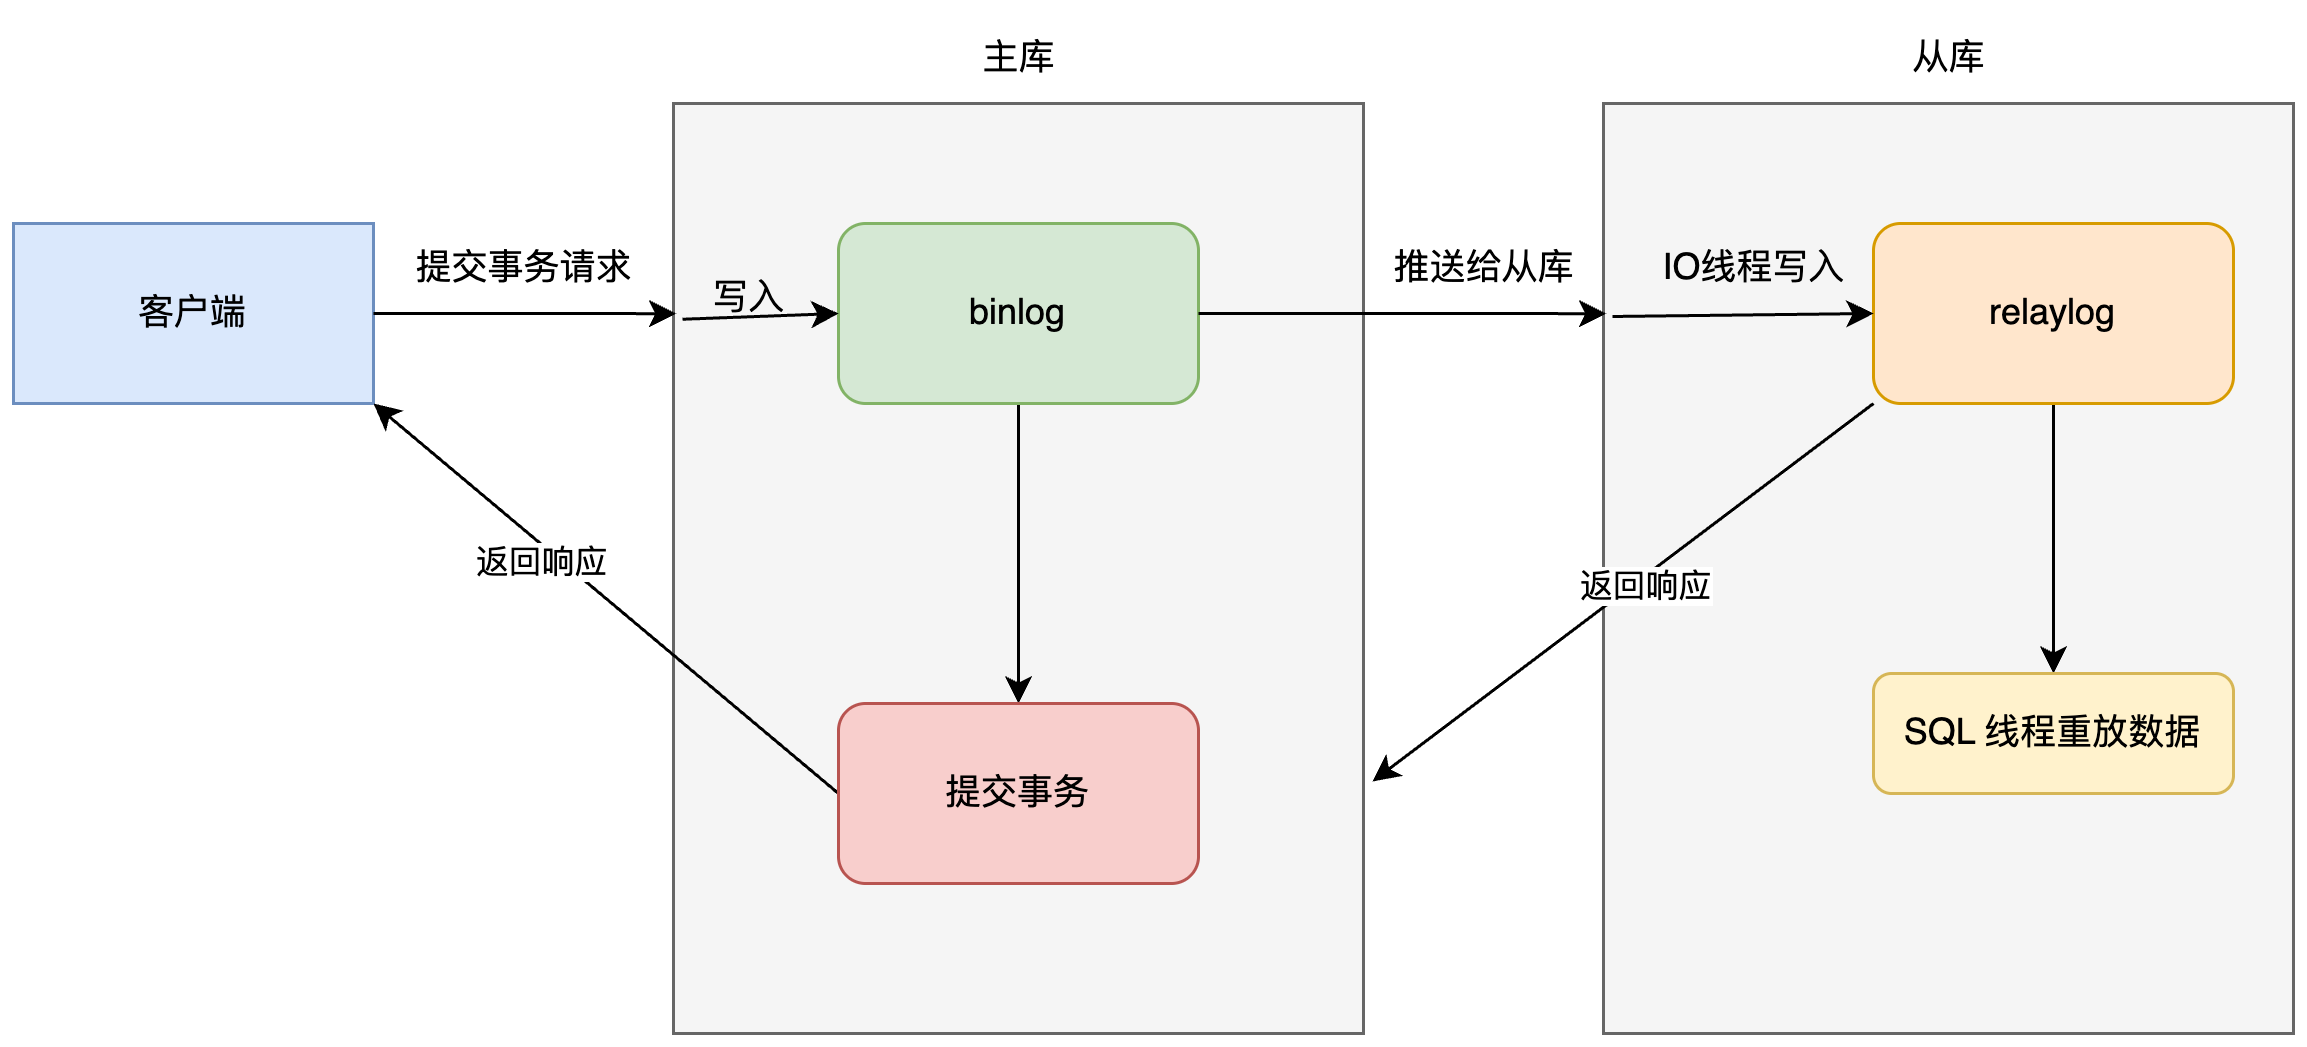 主库
从库
提交事务请求
推送给从库
IO线程写入
写入
客户端
binlog
relaylog
返回响应
返回响应
SQL 线程重放数据
提交事务